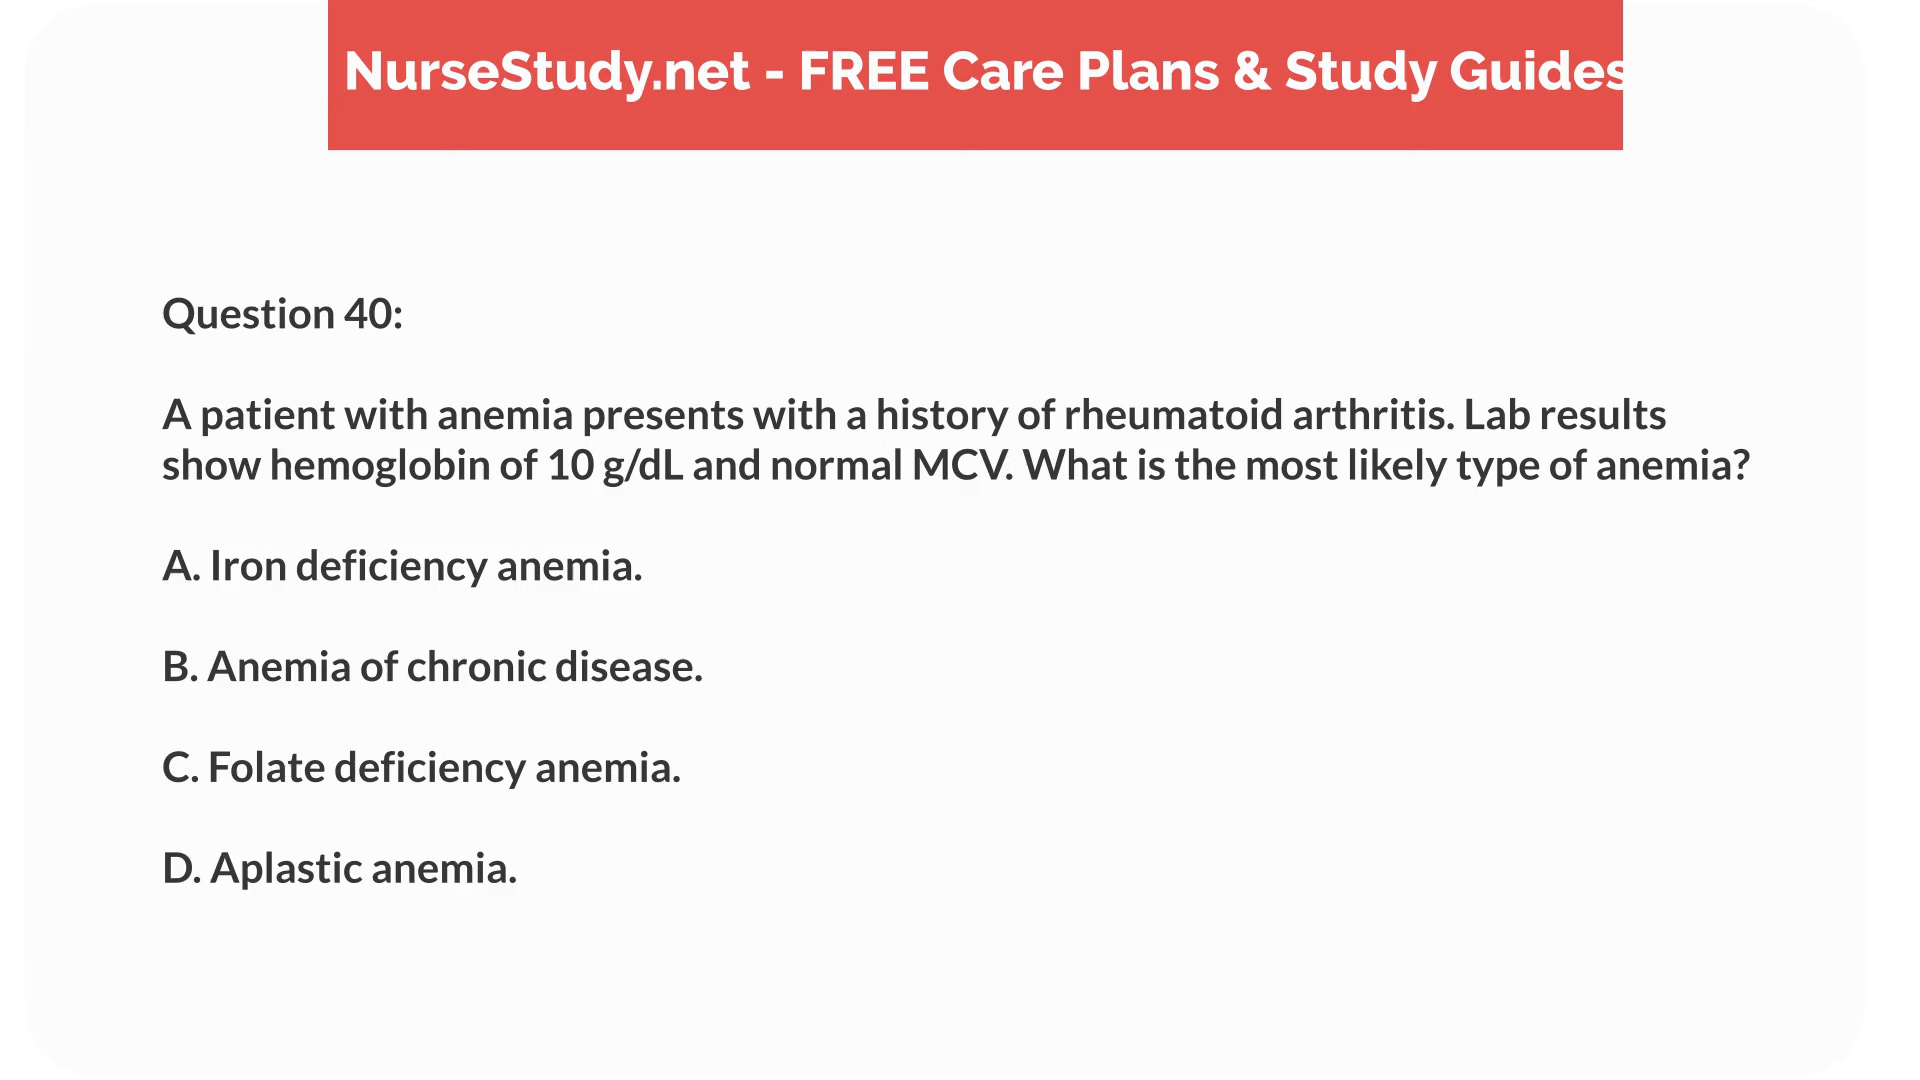 NurseStudy.net - FREE Care Plans & Study Guides
Question 40:
A patient with anemia presents with a history of rheumatoid arthritis. Lab results
show hemoglobin of 10 g/dL and normal MCV. What is the most likely type of anemia?
A. Iron deficiency anemia.
B. Anemia of chronic disease.
C. Folate deficiency anemia.
D. Aplastic anemia.